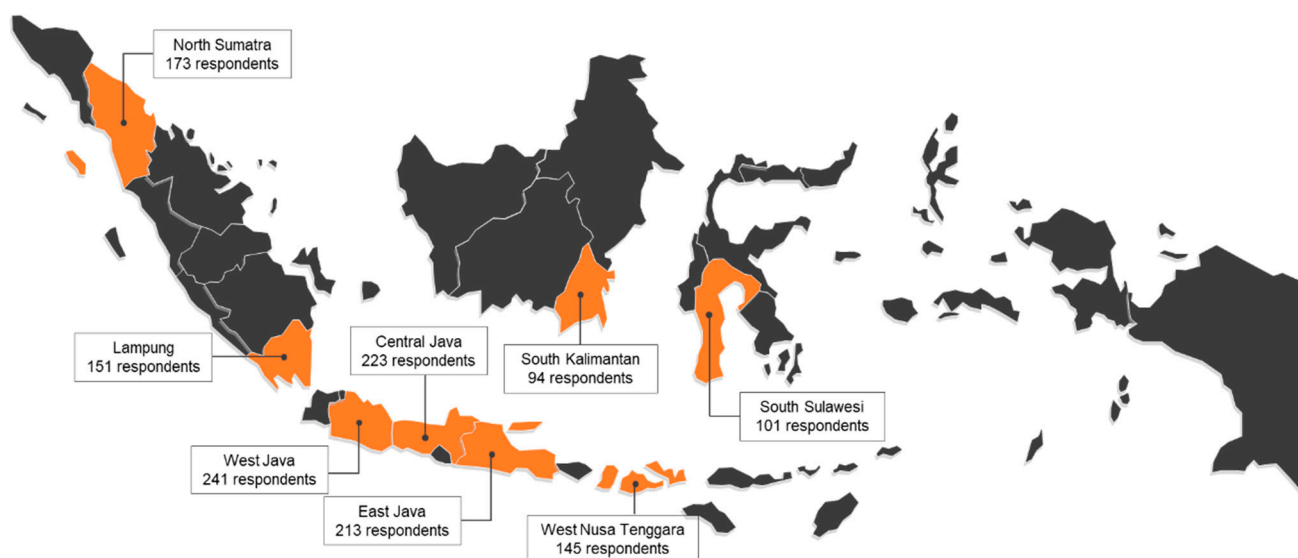 North Sumatra
173 respondents
Lampung
151 respondents
Central Java
223 respondents
South Kalimantan
94 respondents
South Sulawesi
101 respondents
West Java
241 respondents
East Java
213 respondents
West Nusa Tenggara
145 respondents